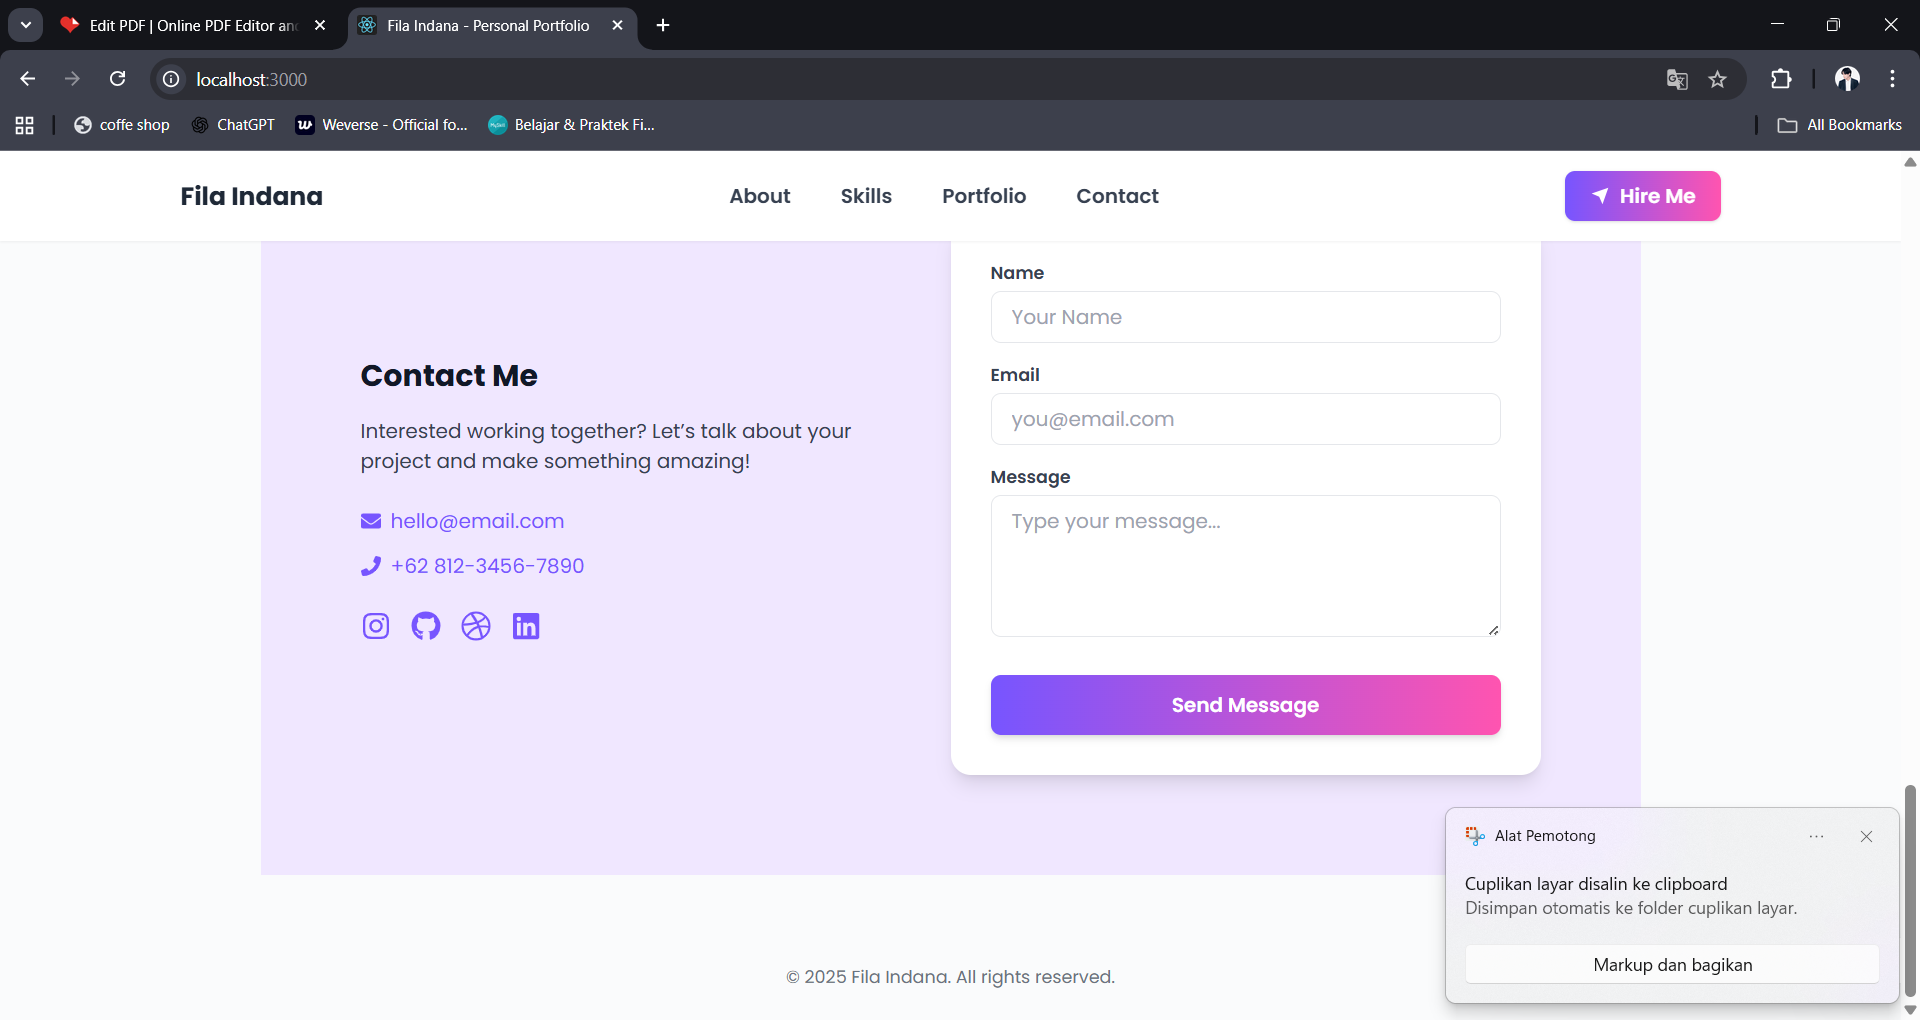 Edit PDF | Online PDF Editor an
Fila Indana - Personal Portfolio
localhost:3000
coffe shop
ChatGPT
Weverse - Official fo...
Belajar & Praktek Fi...
All Bookmarks
Fila Indana
About
Skills
Portfolio
Contact
Hire Me
Contact Me
Interested working together? Let’s talk about your
project and make something amazing!
hello@email.com
+62 812-3456-7890
Name
Your Name
Email
you@email.com
Message
Type your message...
Send Message
Alat Pemotong
Cuplikan layar disalin ke clipboard
Disimpan otomatis ke folder cuplikan layar.
Markup dan bagikan
© 2025 Fila Indana. All rights reserved.